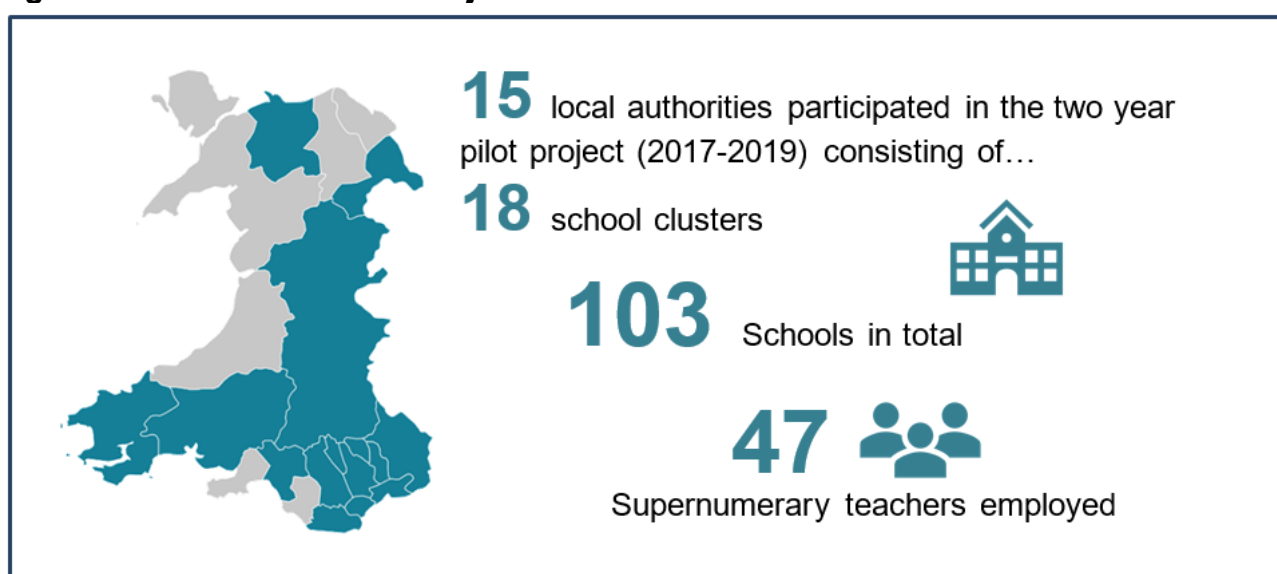 15 local authorities participated in the two year
pilot project (2017-2019) consisting of…
18 school clusters
103 Schools in total
47
Supernumerary teachers employed